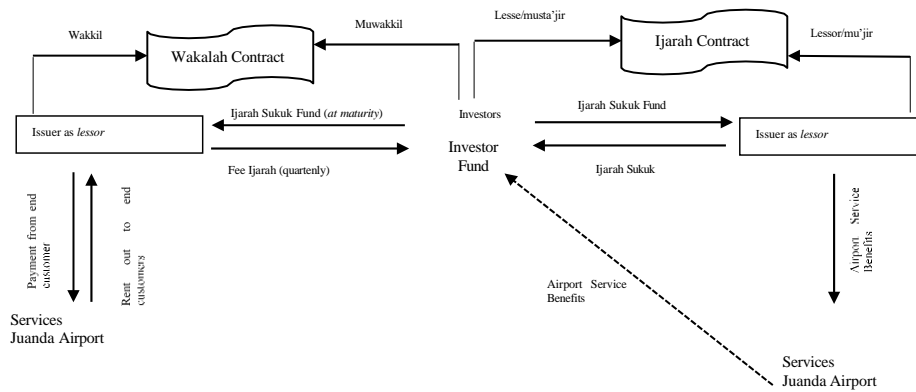 Wakkil
Muwakkil
Wakalah Contract
Lesse/musta'jir
Ijarah Contract
Lessor/mu'jir
Issuer as lessor
Ijarah Sukuk Fund (at maturity)
Fee Ijarah (quartenly)
Investors
Investor
Fund
Ijarah Sukuk Fund
Ijarah Sukuk
Issuer as lessor
Payment from end
customer
Rent out to end
customers
Services
Juanda Airport
Airport Service
Benefits
Airport Service
Benefits
Services
Juanda Airport